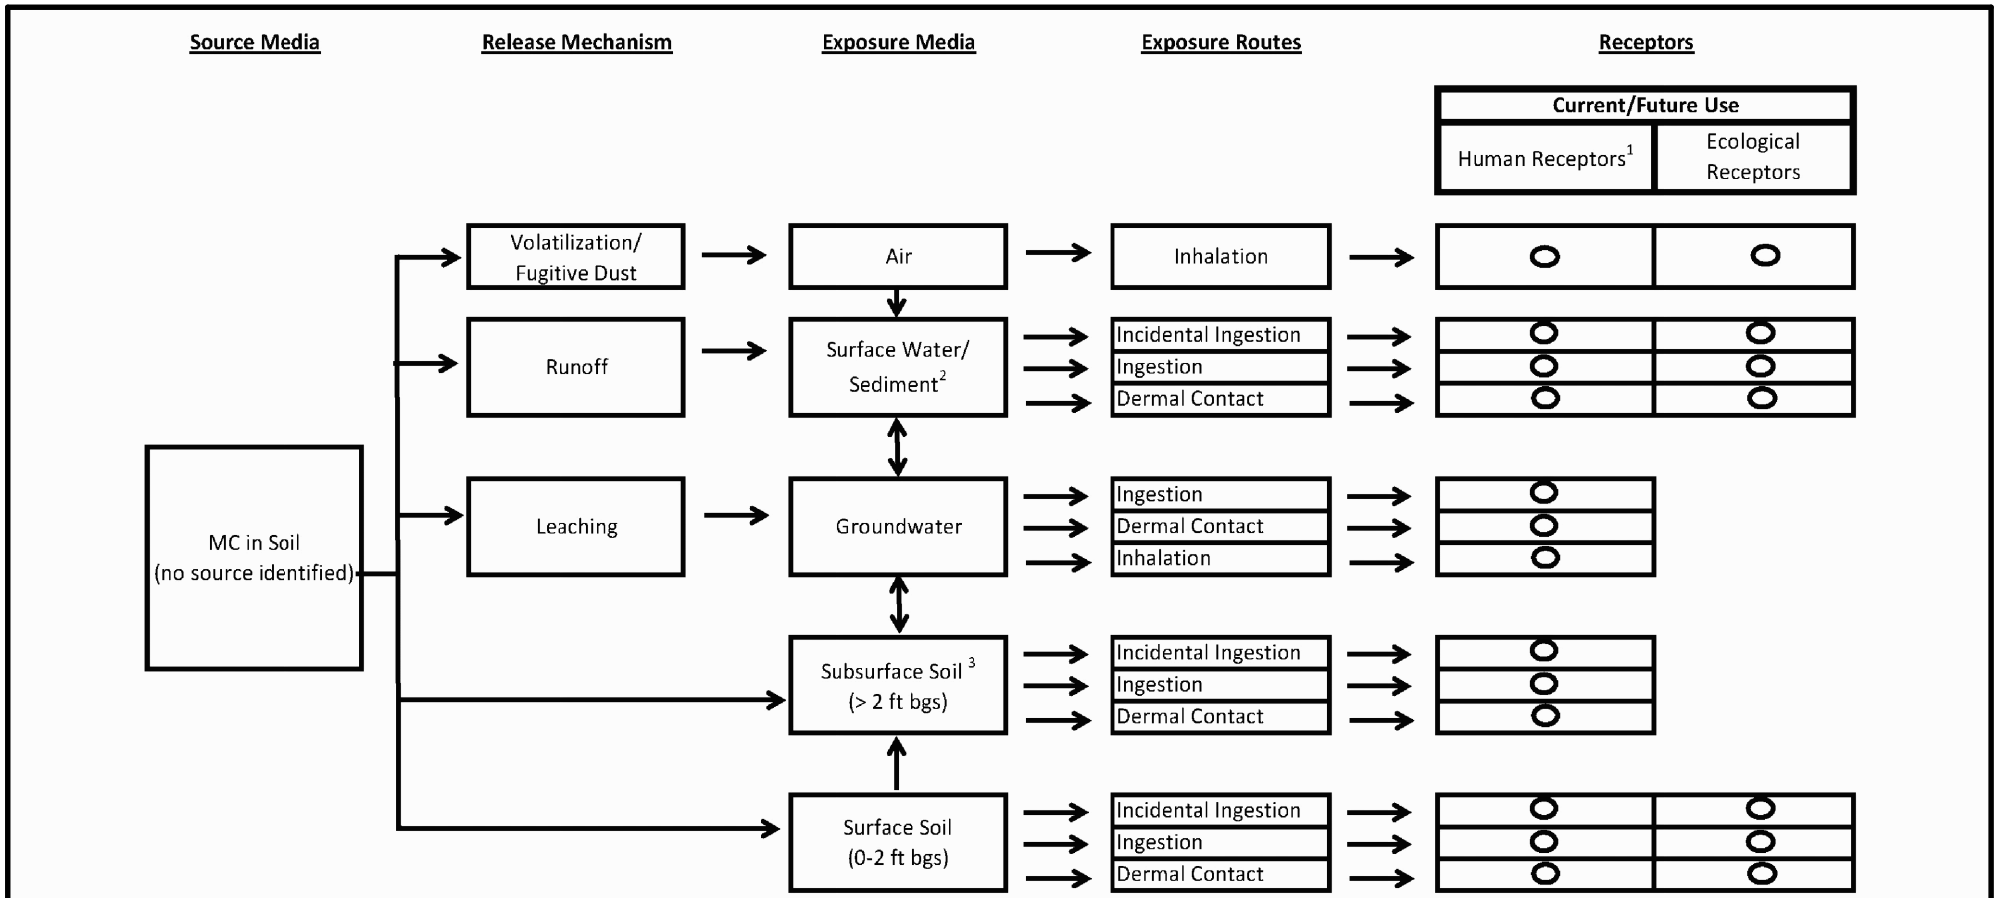 Source Media
Release Mechanism
Exposure Media
Exposure Routes
Receptors
Current/Future Use
Human Receptors1
Ecological
Receptors
Volatilization/
Fugitive Dust
Air
Inhalation
Runoff
Surface Water/
Sediment2
Incidental Ingestion
Ingestion
Dermal Contact
MC in Soil
(no source identified)
Leaching
Groundwater
Ingestion
Dermal Contact
Inhalation
Subsurface Soil 3
(> 2 ft bgs)
Incidental Ingestion
Ingestion
Dermal Contact
Surface Soil
(0-2 ft bgs)
Incidental Ingestion
Ingestion
Dermal Contact